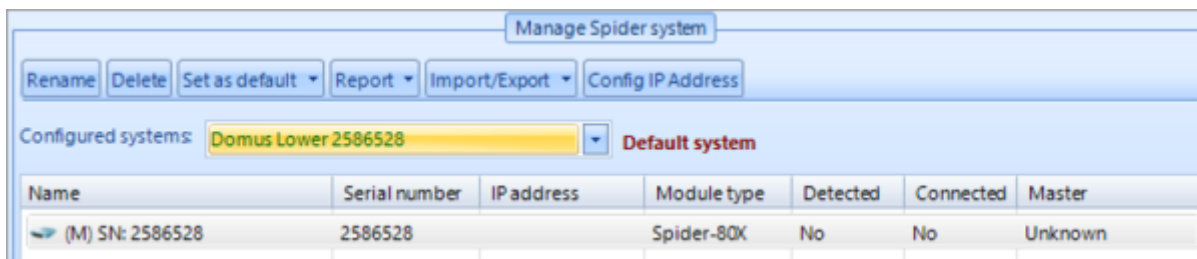 Manage Spider system
Rename Delete Set as default Report Import/Export Config IP Address
Configured systems: Domus Lower 2586528 Default system
Name Serial number IP address Module type Detected Connected Master
(M) SN: 2586528 2586528 Spider-80X No No Unknown